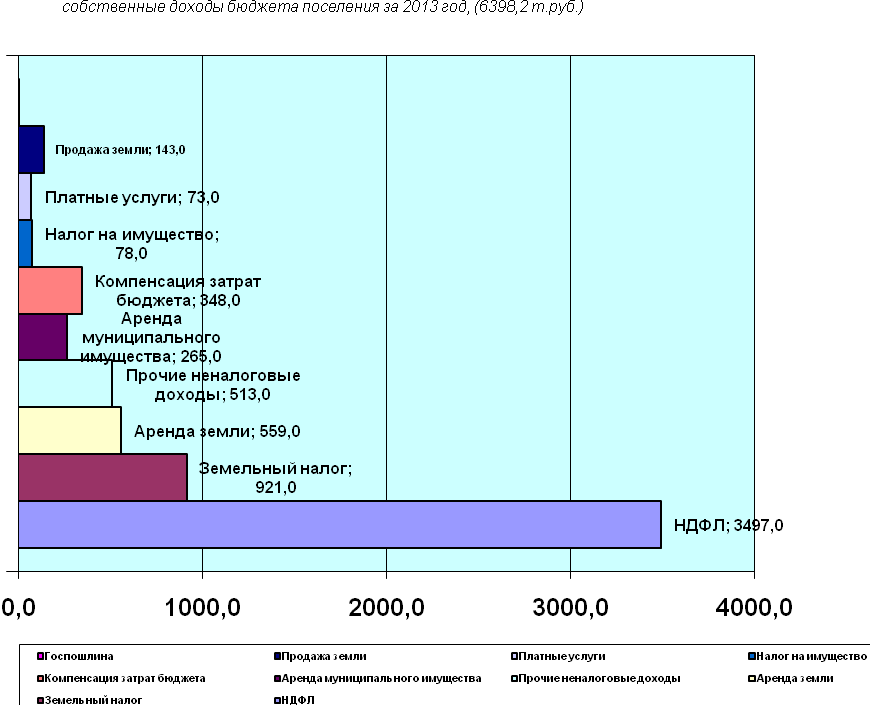 собственные доходы бюджета поселения за 2013 год, (6398,2 т.руб.)
Продажа земли; 143,0
Платные услуги; 73,0
Налог на имущество;
78,0
Компенсация затрат
бюджета; 348,0
Аренда
муниципального
имущества; 265,0
Прочие неналоговые
доходы; 513,0
Аренда земли; 559,0
Земельный налог;
921,0
НДФЛ; 3497,0
0,0 1000,0 2000,0 3000,0 4000,0
Госпошлина Продажа земли Платные услуги Налог на имущество
Компенсация затрат бюджета Аренда муниципального имущества Прочие неналоговые доходы Аренда земли
Земельный налог НДФЛ